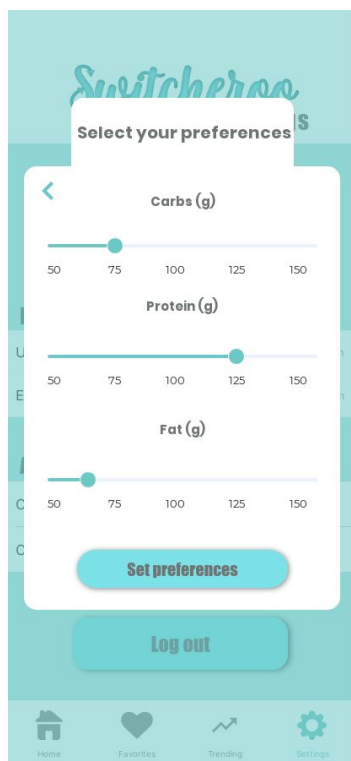 Switcheroo
Select your preferences
Carbs (g)
50 75 100 125 150
Protein (g)
50 75 100 125 150
Fat (g)
50 75 100 125 150
Set preferences
Log out
Home Favorites Trending Settings